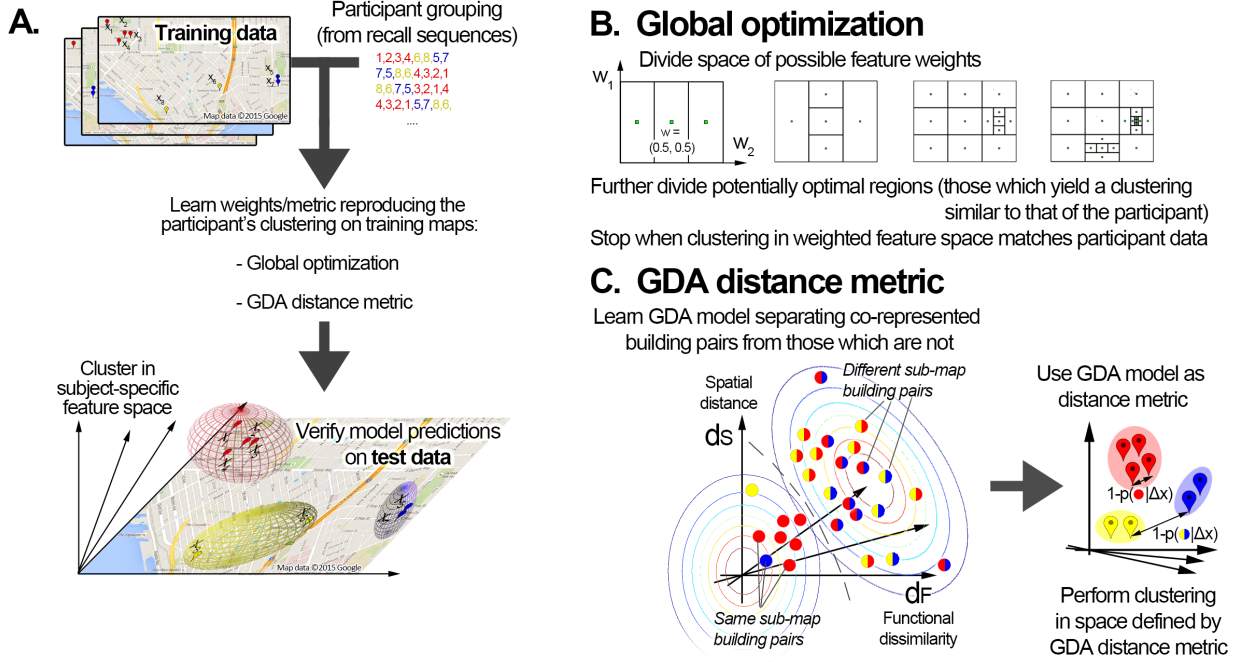 A.
Training data
x₁
x₂
x₃
x₄
x₅
x₆
x₇
x₈
Map data ©2015 Google
Participant grouping
(from recall sequences)
1,2,3,4,6,8,5,7
7,5,8,6,4,3,2,1
8,6,7,5,3,2,1,4
4,3,2,1,5,7,8,6,
....
Learn weights/metric reproducing the
participant's clustering on training maps:
- Global optimization
- GDA distance metric
Cluster in
subject-specific
feature space
Verify model predictions
on test data
Map data ©2015 Google
B. Global optimization
Divide space of possible feature weights
w₁
w =
(0.5, 0.5)
w₂
Further divide potentially optimal regions (those which yield a clustering
similar to that of the participant)
Stop when clustering in weighted feature space matches participant data
C. GDA distance metric
Learn GDA model separating co-represented
building pairs from those which are not
Spatial
distance
ds
Different sub-map
building pairs
Same sub-map
building pairs
dF
Functional
dissimilarity
Use GDA model as
distance metric
1-p(|Δx)
1-p(|Δx)
Perform clustering
in space defined by
GDA distance metric